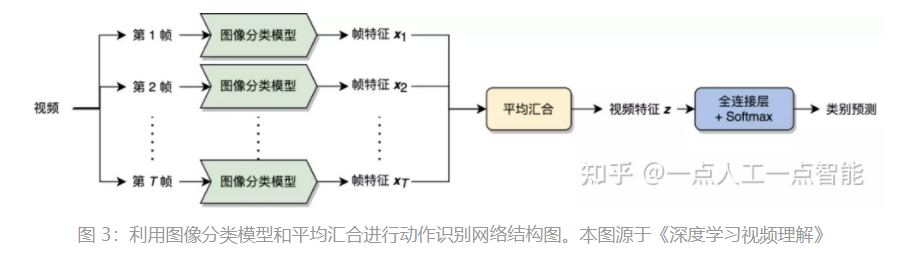 第 1 帧 图像分类模型 帧特征 x1
第 2 帧 图像分类模型 帧特征 x2
视频 平均汇合 视频特征 z 全连接层
+ Softmax 类别预测
第 T 帧 图像分类模型 帧特征 xT
知乎 @一点人工一点智能
图 3：利用图像分类模型和平均汇合进行动作识别网络结构图。本图源于《深度学习视频理解》